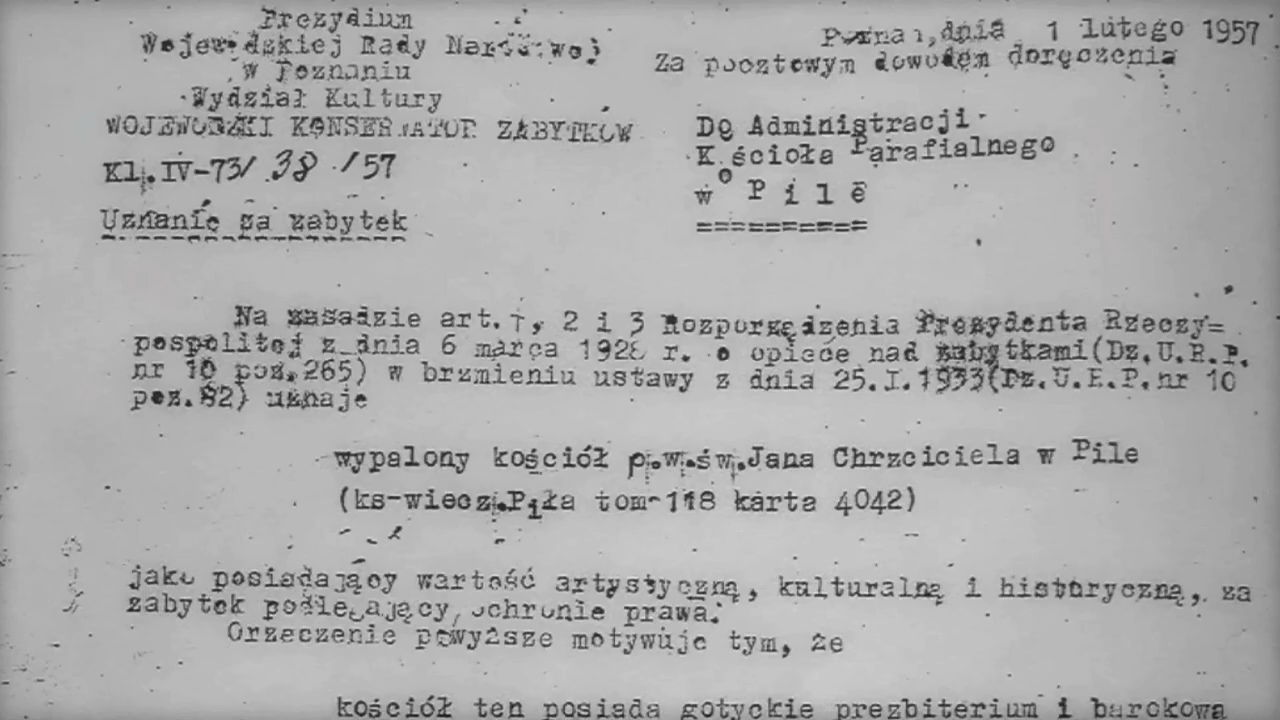 Prezydium
Wojewódzkiej Rady Narodowej
w Poznaniu
Wydział Kultury
WOJEWÓDZKI KONSERWATOR ZABYTKÓW
Kl.IV-73/ 38 /57
Uznanie za zabytek
Poznań,dnia 1 lutego 1957
Za pocztowym dowodem doręczenia
Do Administracji
Kościoła Parafialnego
w P i l e
==========
Na zasadzie art. 1, 2 i 3 Rozporządzenia Prezydenta Rzeczy=
pospolitej z dnia 6 marca 1928 r. o opiece nad zabytkami(Dz.U.R.P.
nr 10 poz.265) w brzmieniu ustawy z dnia 25.I.1933(Dz.U.R.P.nr 10
poz.82) uznaje
wypalony kościół p.w.św.Jana Chrzciciela w Pile
(ks-wiecz.Piła tom-118 karta 4042)
jako posiadający wartość artystyczną, kulturalną i historyczną, za
zabytek podlegający ochronie prawa.
Orzeczenie powyższe motywuje tym, że
kościół ten posiada gotyckie prezbiterium i barokową